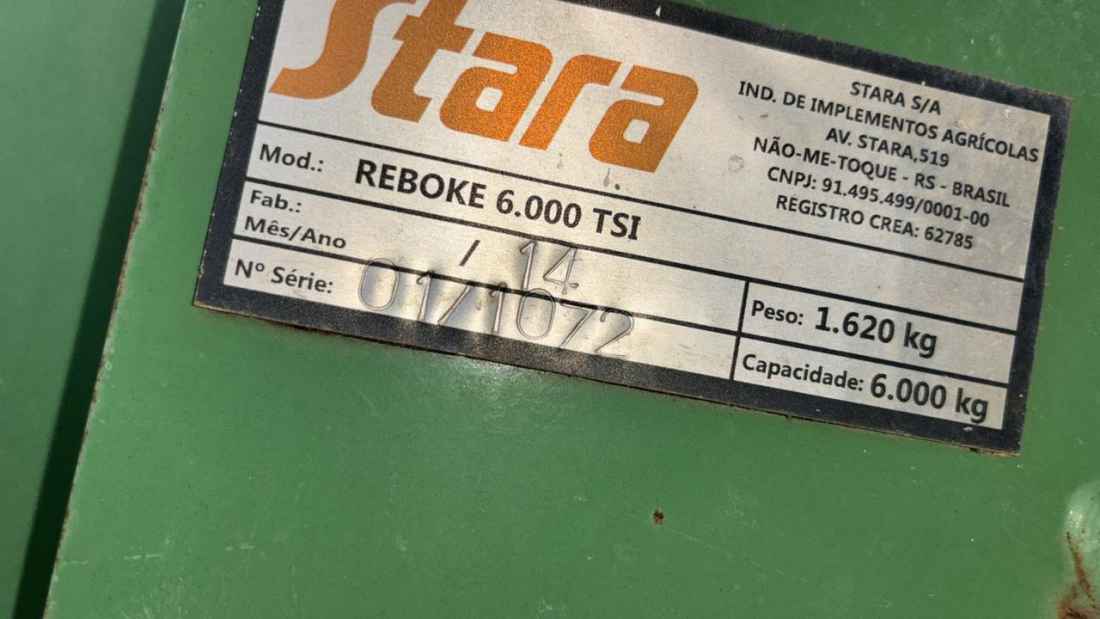 Stara
STARA S/A
IND. DE IMPLEMENTOS AGRÍCOLAS
AV. STARA,519
NÃO-ME-TOQUE - RS - BRASIL
CNPJ: 91.495.499/0001-00
REGISTRO CREA: 62785
Mod.: REBOKE 6.000 TSI
Fab.:
Mês/Ano / 14
Nº Série: 01/1072
Peso: 1.620 kg
Capacidade: 6.000 kg